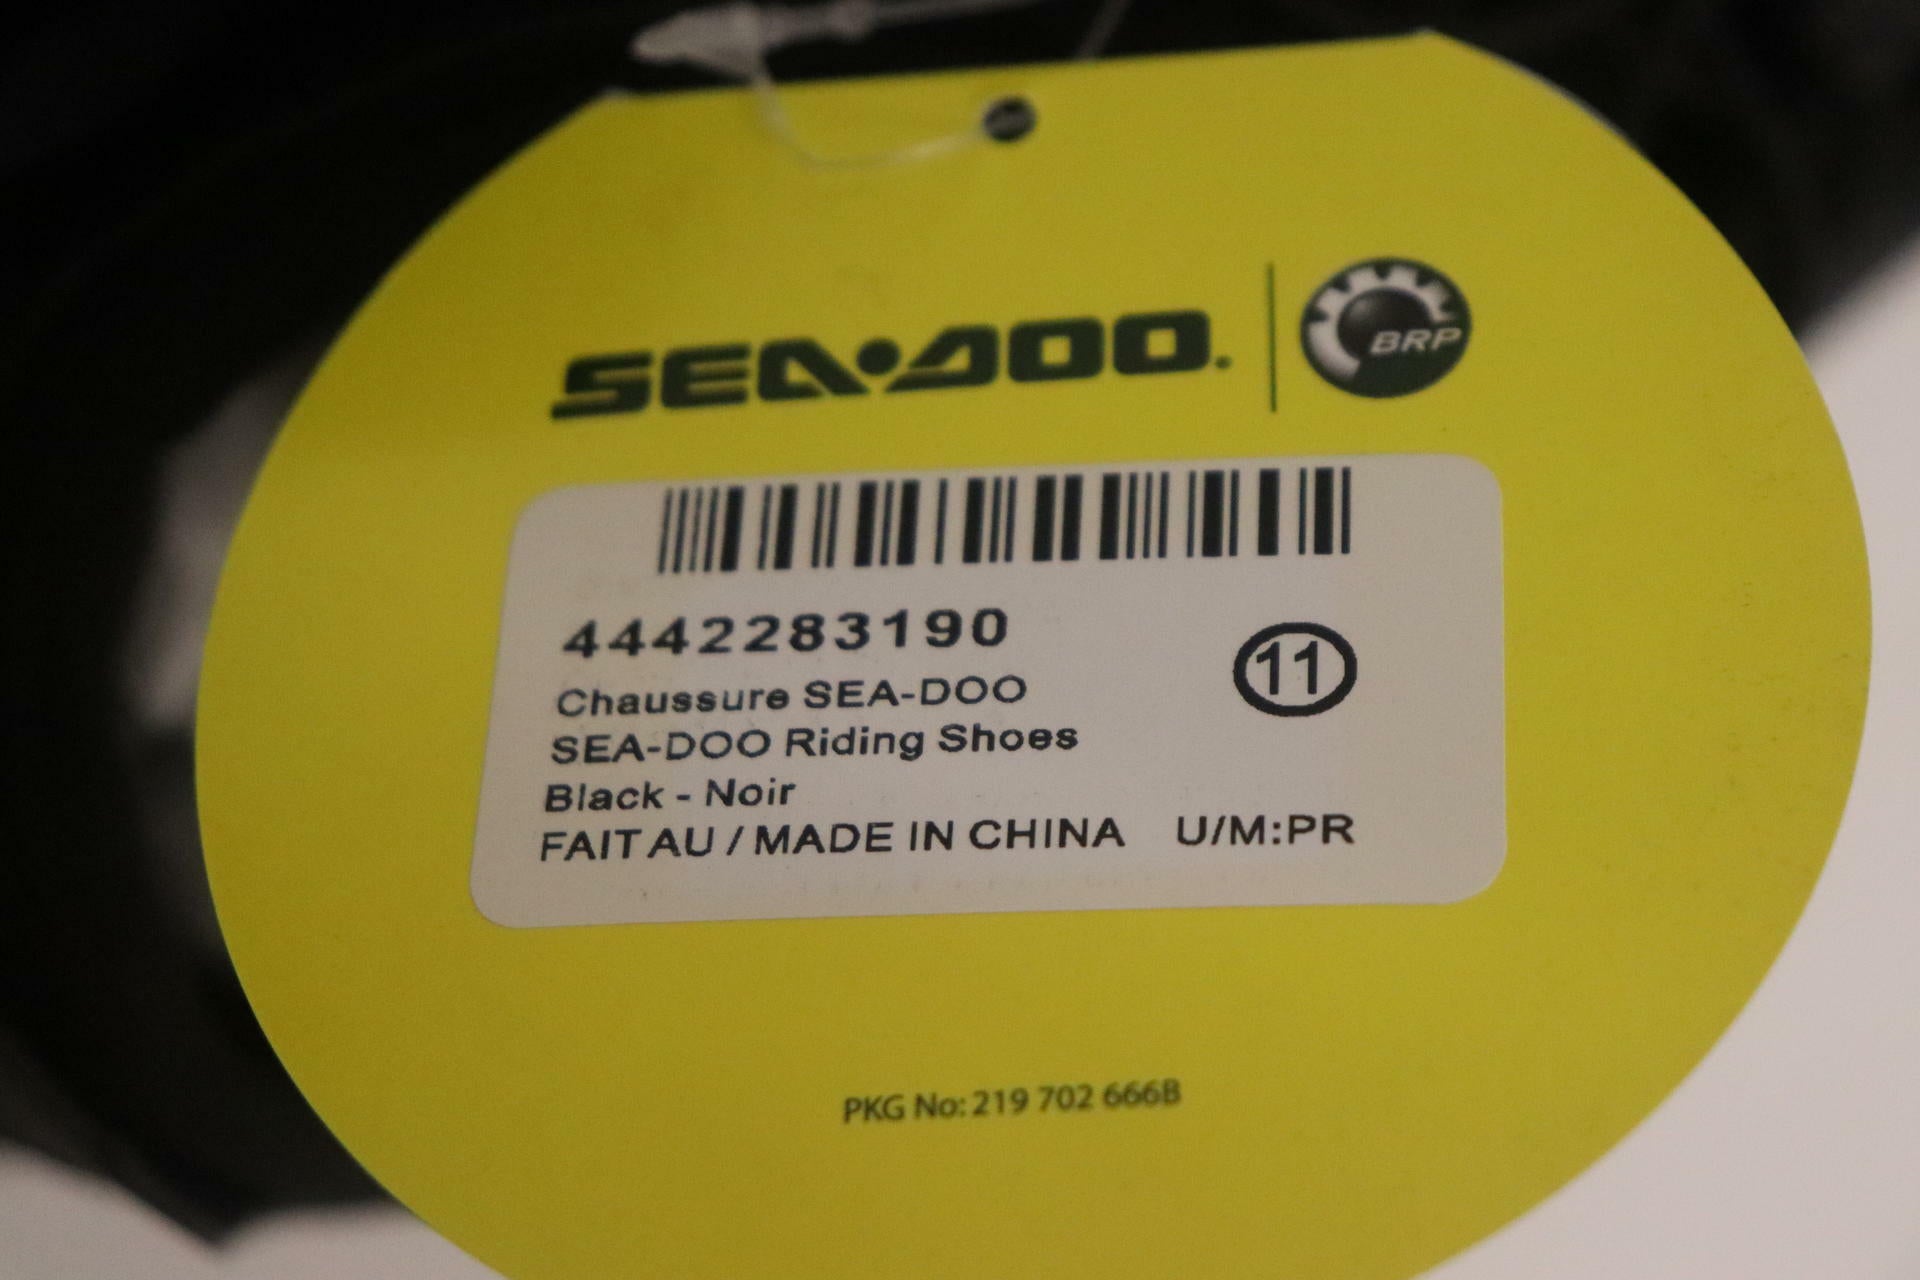 SEA-DOO.
BRP
4442283190
11
Chaussure SEA-DOO
SEA-DOO Riding Shoes
Black - Noir
FAIT AU / MADE IN CHINA U/M:PR
PKG No: 219 702 666B